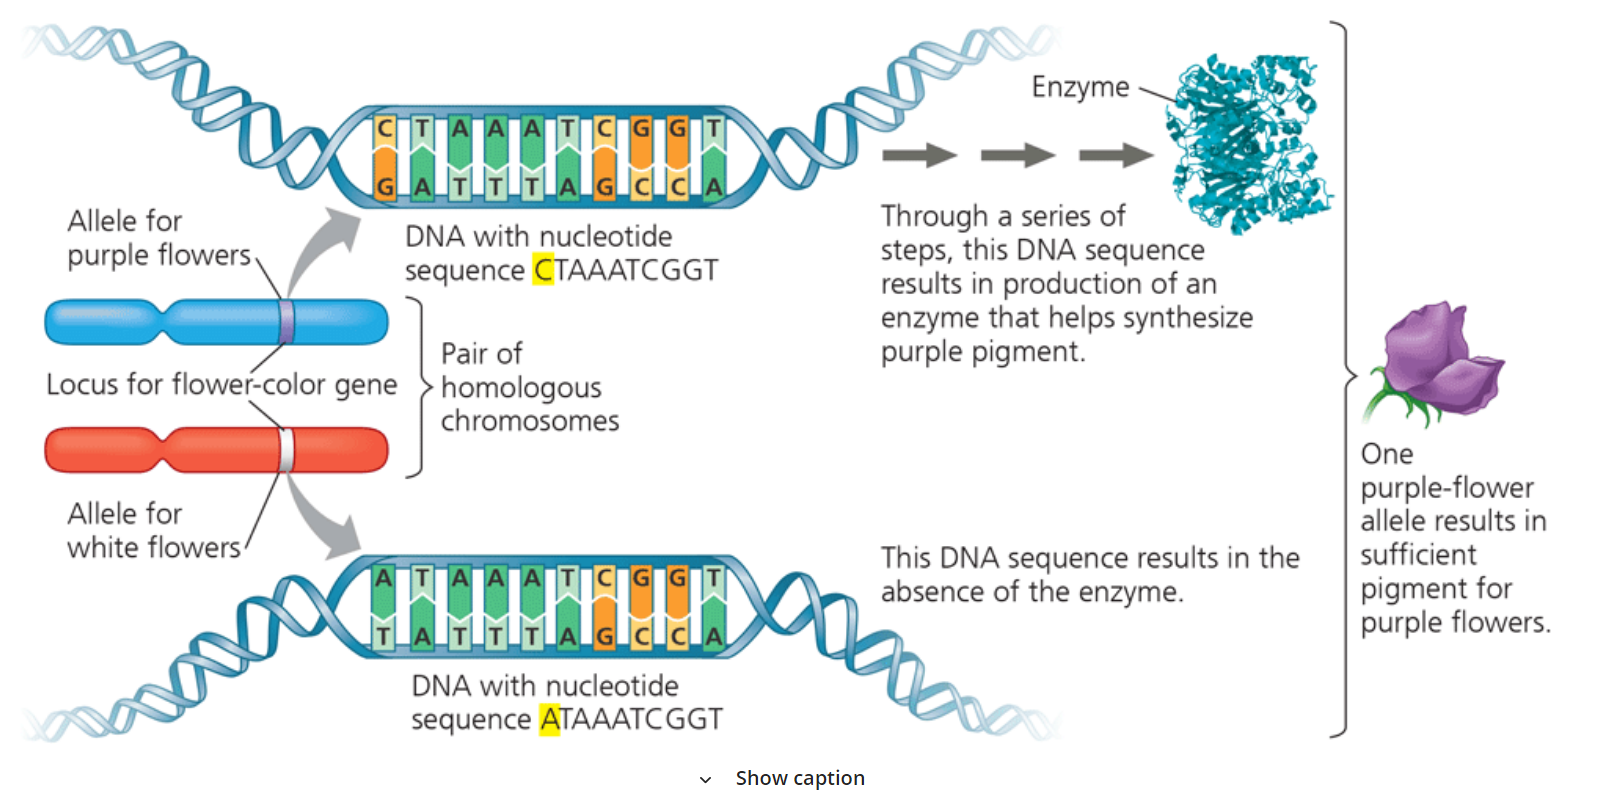 Enzyme
C T A A A T C G G T
G A T T T A G C C A
Allele for
purple flowers
DNA with nucleotide
sequence CTAAATCGGT
Through a series of
steps, this DNA sequence
results in production of an
enzyme that helps synthesize
purple pigment.
Locus for flower-color gene
Pair of
homologous
chromosomes
Allele for
white flowers
A T A A A T C G G T
T A T T T A G C C A
DNA with nucleotide
sequence ATAAATCGGT
This DNA sequence results in the
absence of the enzyme.
One
purple-flower
allele results in
sufficient
pigment for
purple flowers.
Show caption